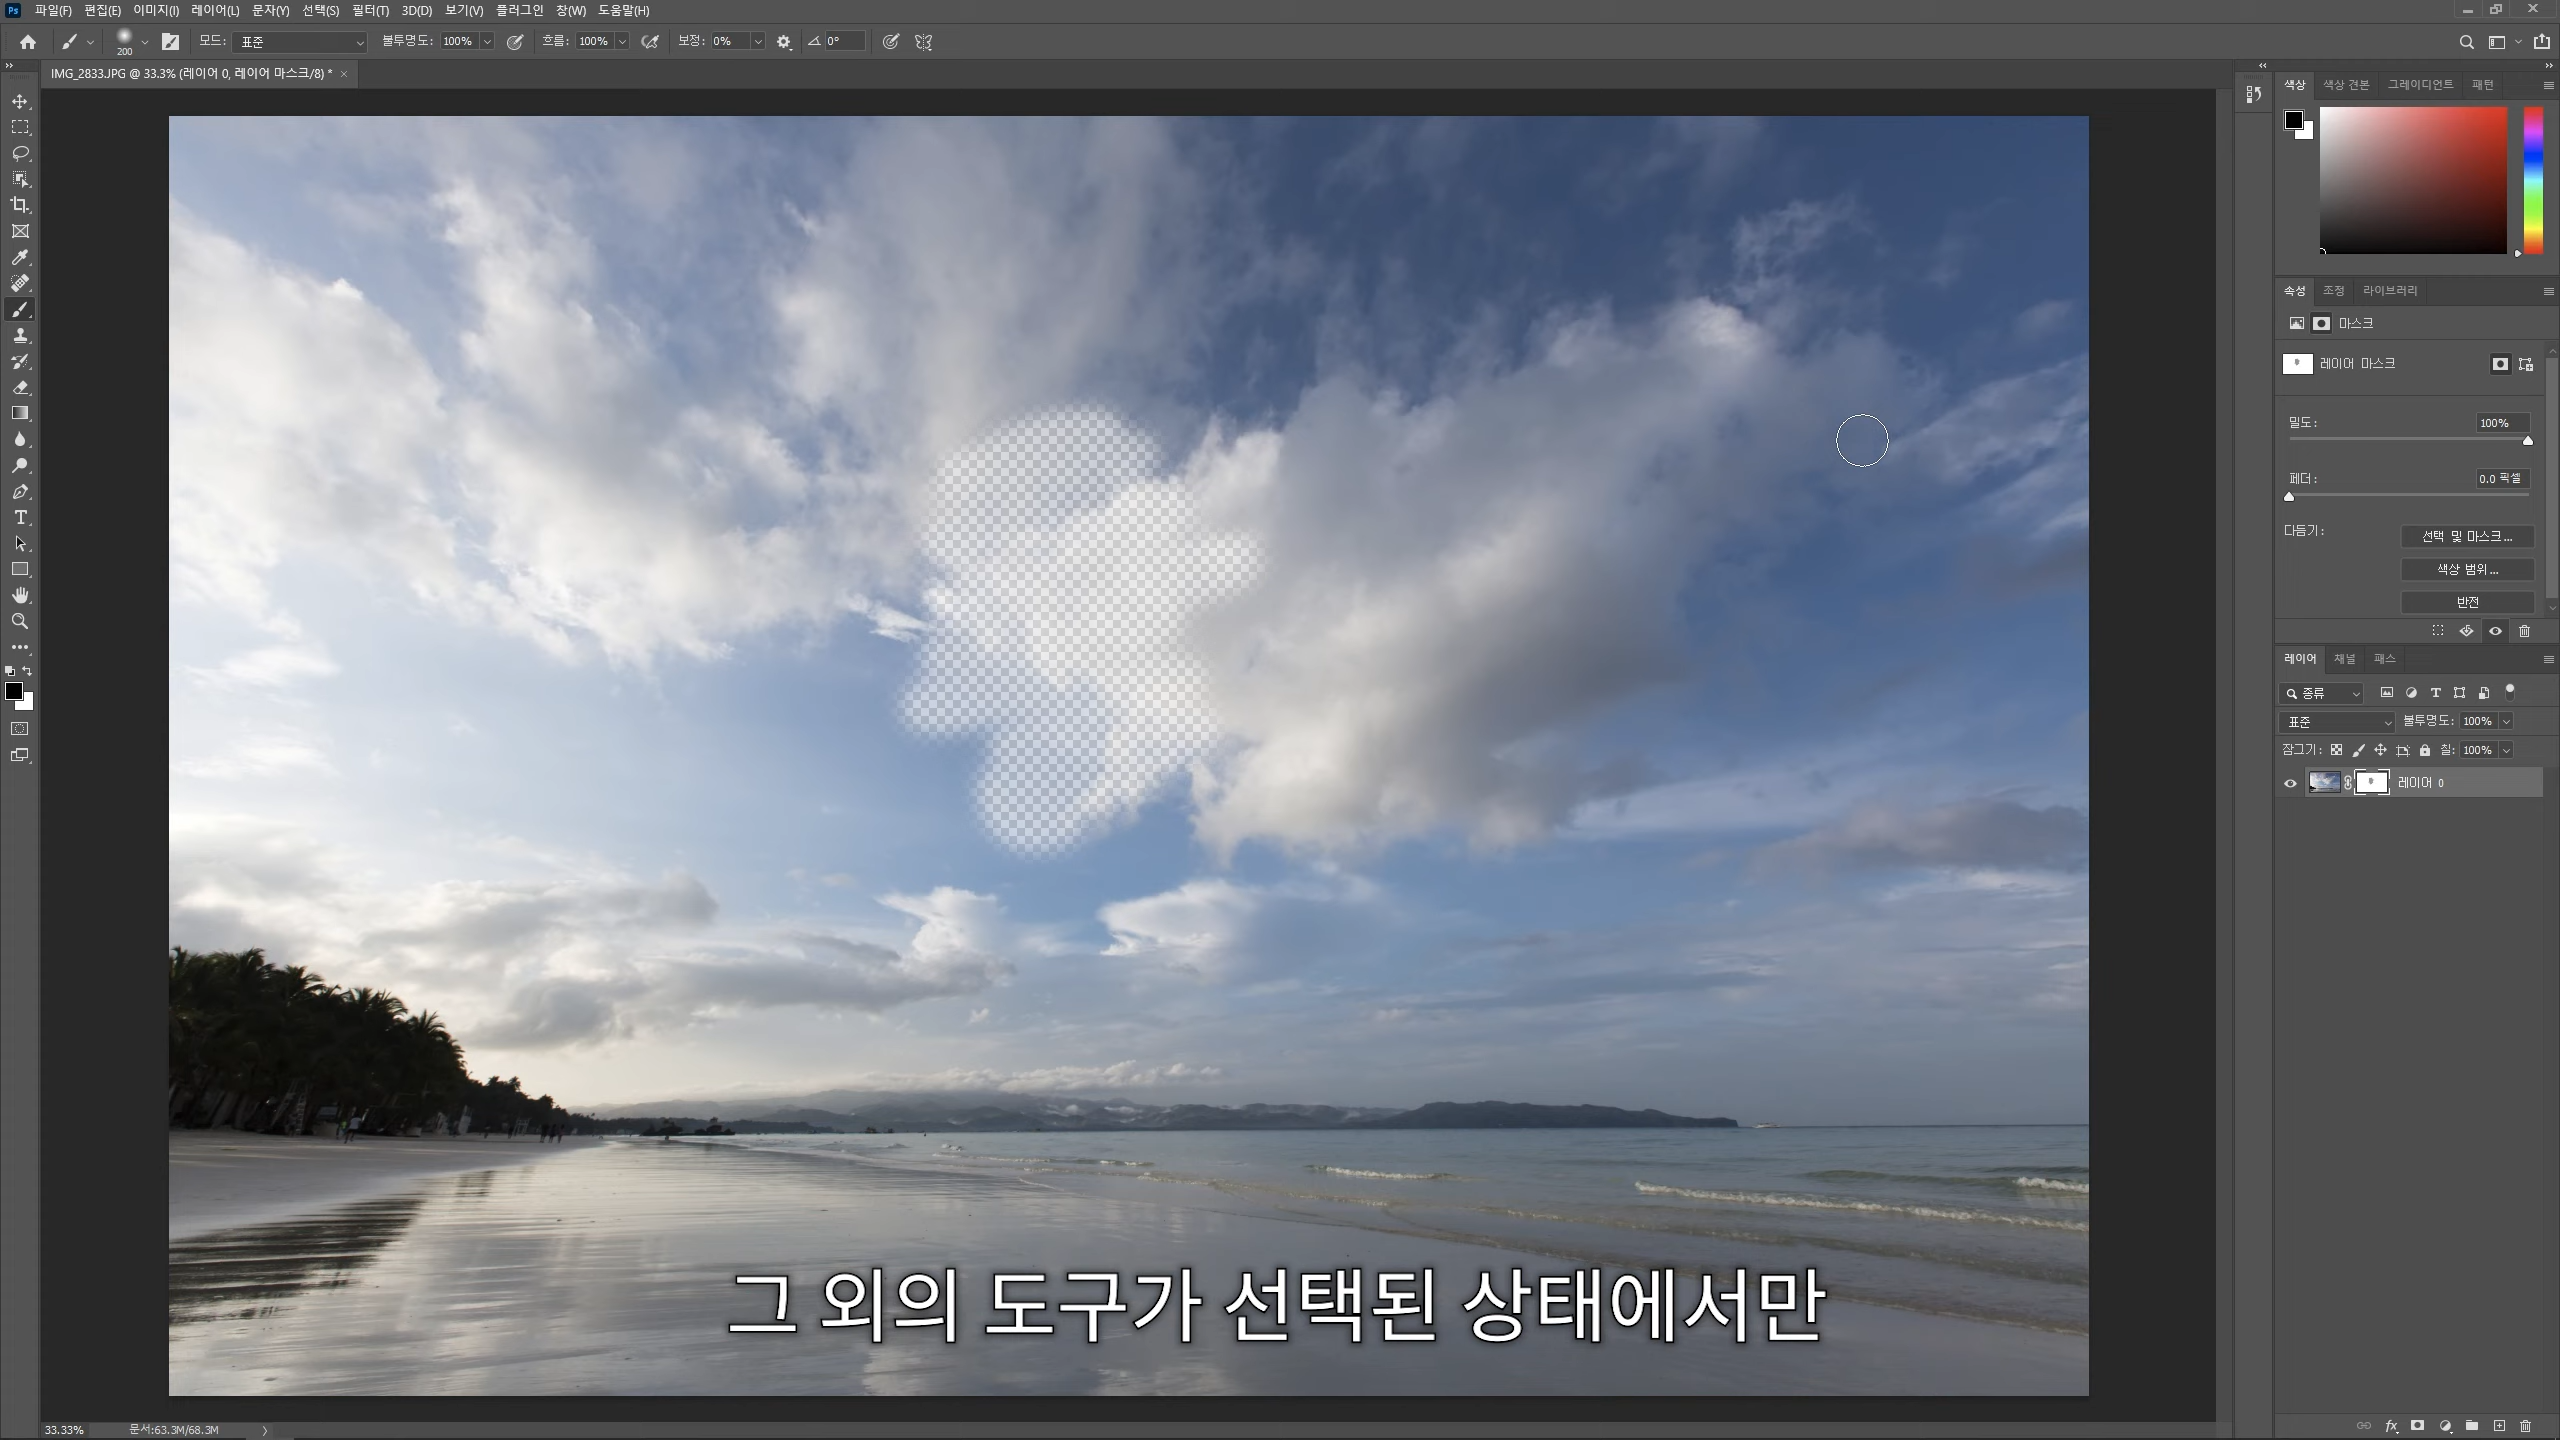 Ps 파일(F) 편집(E) 이미지(I) 레이어(L) 문자(Y) 선택(S) 필터(T) 3D(D) 보기(V) 플러그인 창(W) 도움말(H)
200 모드: 표준 불투명도: 100% 흐름: 100% 보정: 0% 0°
IMG_2833.JPG @ 33.3% (레이어 0, 레이어 마스크/8) * ×
색상 색상 견본 그레이디언트 패턴
속성 조정 라이브러리
마스크
레이어 마스크
밀도: 100%
페더: 0.0 픽셀
다듬기: 선택 및 마스크...
색상 범위...
반전
레이어 채널 패스
종류
표준 불투명도: 100%
잠그기: 칠: 100%
레이어 0
그 외의 도구가 선택된 상태에서만
33.33% 문서:63.3M/68.3M
fx